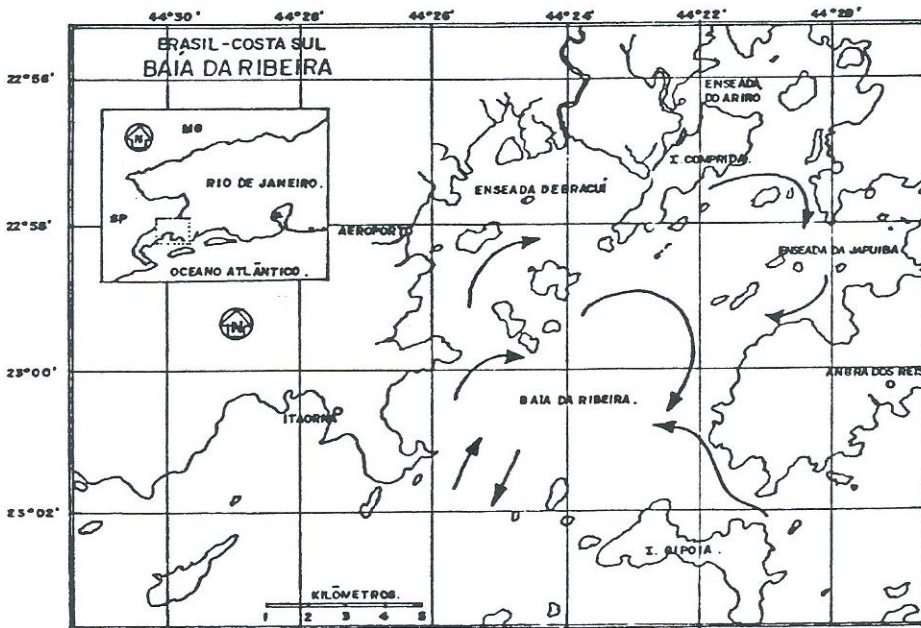 44°30' 44°28' 44°26' 44°24' 44°22' 44°20'
BRASIL-COSTA SUL
BAÍA DA RIBEIRA
22°56'
ENSEADA
DO ARIRÓ
N
MG
I. COMPRIDA.
RIO DE JANEIRO.
ENSEADA DE BRACUÍ
SP
22°58'
AEROPORTO
ENSEADA DA JAPUIBA
OCEANO ATLÂNTICO.
N
23°00'
ANGRA DOS REIS
BAÍA DA RIBEIRA.
ITAORNA
23°02'
I. GIPOIA.
KILÔMETROS.
1 2 3 4 5